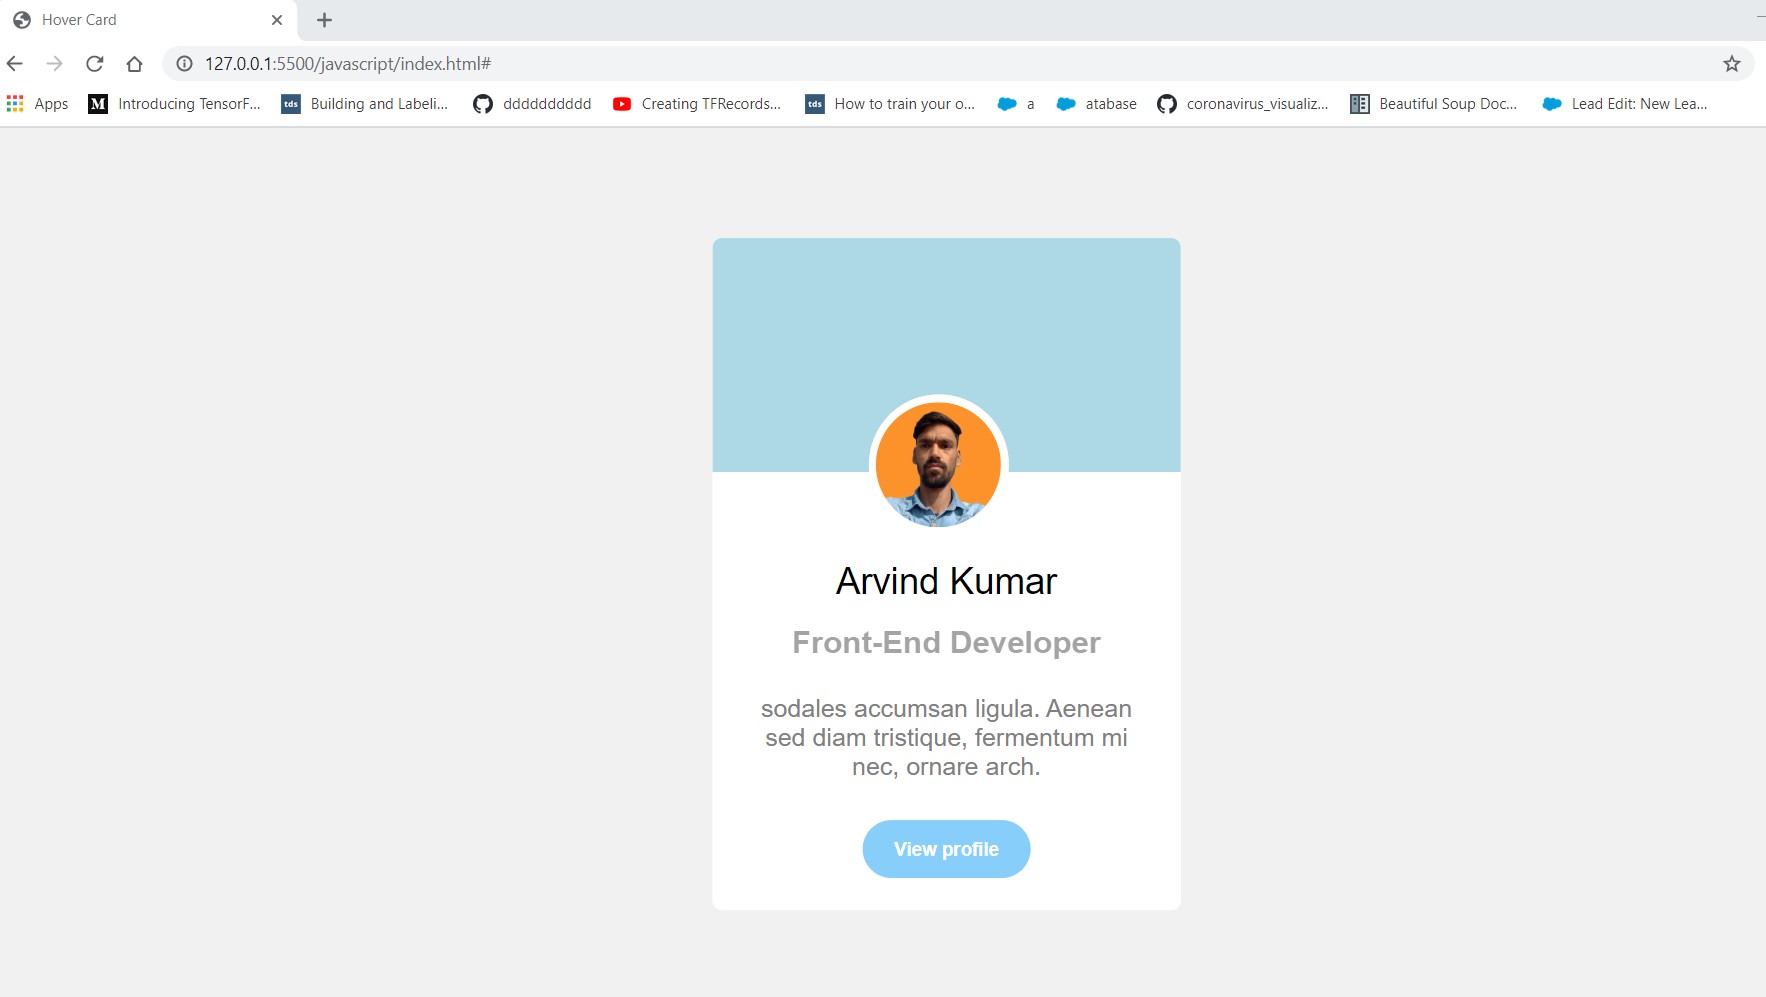 Hover Card
127.0.0.1:5500/javascript/index.html#
Apps
M
Introducing TensorF...
tds
Building and Labeli...
dddddddddd
Creating TFRecords...
tds
How to train your o...
a
atabase
coronavirus_visualiz...
Beautiful Soup Doc...
Lead Edit: New Lea...
Arvind Kumar
Front-End Developer
sodales accumsan ligula. Aenean
sed diam tristique, fermentum mi
nec, ornare arch.
View profile